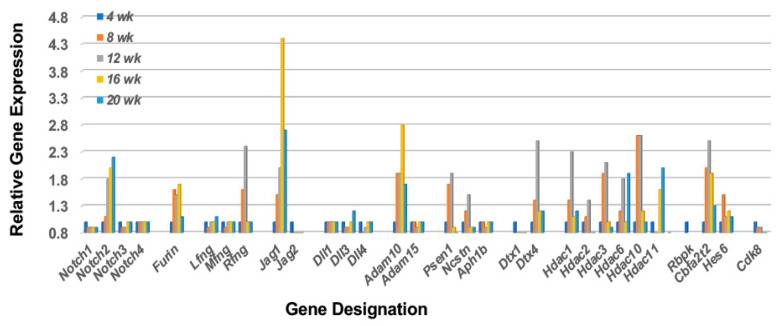 4.8
4.3
3.8
3.3
2.8
2.3
1.8
1.3
0.8
Relative Gene Expression
4 wk
8 wk
12 wk
16 wk
20 wk
Notch1
Notch2
Notch3
Notch4
Furin
Lfng
Mfng
Rfng
Jag1
Jag2
Dl1
Dl3
Dl4
Adam10
Adam15
Psen1
Ncstn
Aph1b
Dtx1
Dtx4
Hdac1
Hdac2
Hdac3
Hdac6
Hdac10
Hdac11
Rbpk
Cbfa2t2
Hes6
Cdk8
Gene Designation